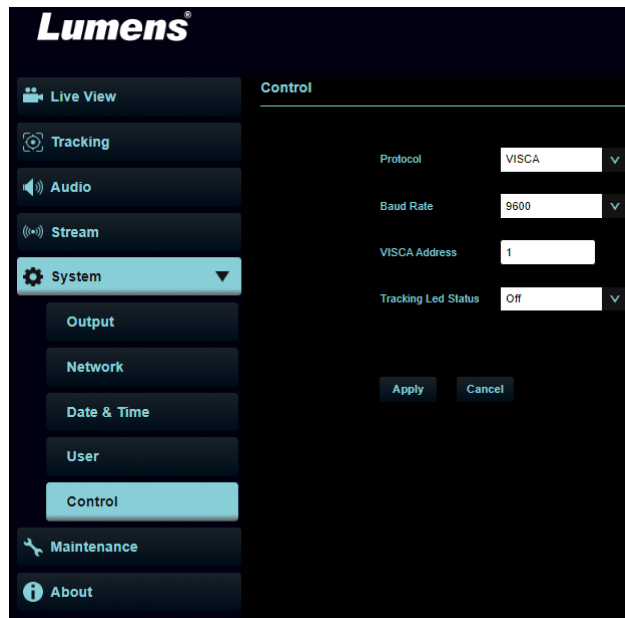 Lumens®
Live View
Tracking
Audio
Stream
System
Output
Network
Date & Time
User
Control
Maintenance
About
Control
Protocol VISCA
Baud Rate 9600
VISCA Address 1
Tracking Led Status Off
Apply Cancel